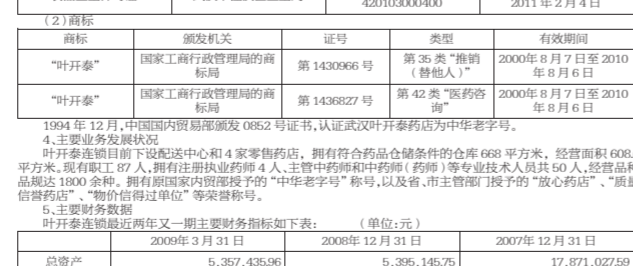 420103000400 2011 年 2 月 4 日
(2)商标
商标 颁发机关 证号 类型 有效期间
“叶开泰” 国家工商行政管理局的商标局 第 1430966 号 第 35 类“推销（替他人）” 2000年 8 月 7 日至 2010 年 8 月 6 日
“叶开泰” 国家工商行政管理局的商标局 第 1436827 号 第 42 类“医药咨询” 2000年 8 月 7 日至 2010 年 8 月 6 日
1994 年 12 月,中国国内贸易部颁发 0852 号证书,认证武汉叶开泰药店为中华老字号。
4、主要业务发展状况
叶开泰连锁目前下设配送中心和 4 家零售药店，拥有符合药品仓储条件的仓库 668 平方米，经营面积 608.
平方米。现有职工 87 人,拥有注册执业药师 4 人、主管中药师和中药师（药师）等专业技术人员共 50 人,经营品种
品规达 1800 余种。拥有原国家内贸部授予的“中华老字号”称号,以及省、市主管部门授予的“放心药店”、“质量
信誉药店”、“物价信得过单位”等荣誉称号。
5、主要财务数据
叶开泰连锁最近两年又一期主要财务指标如下表： （单位:元）
2009年 3 月 31 日 2008年 12 月 31 日 2007年 12 月 31 日
总资产 5,357,435.96 5,395,145.75 17,871,027.59